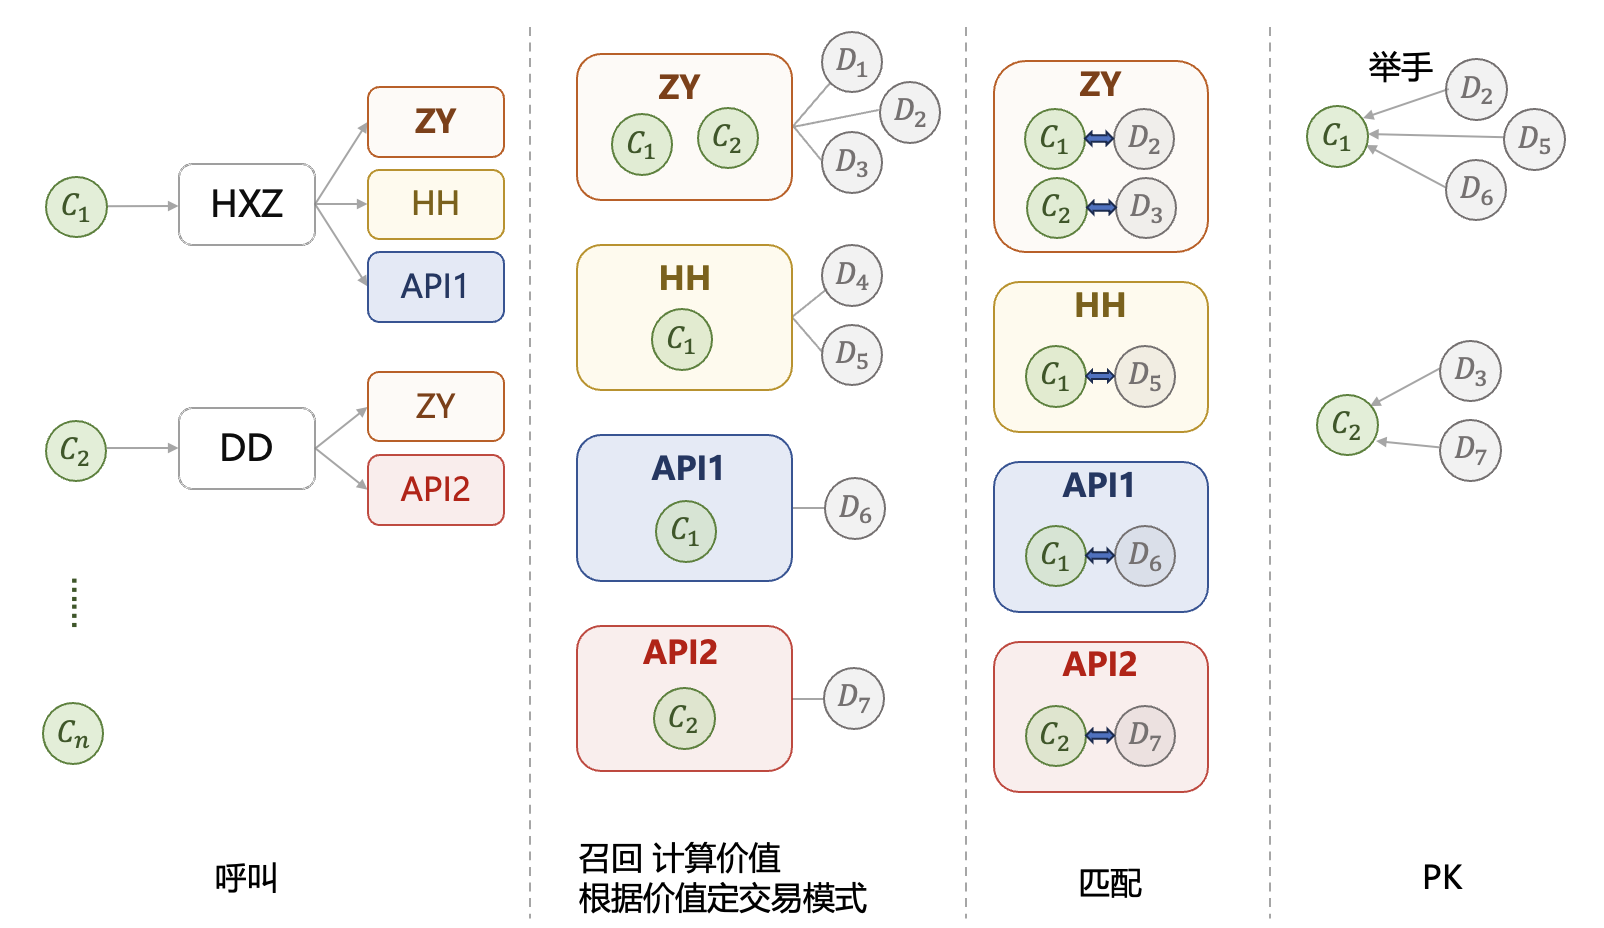 C₁
HXZ
ZY
HH
API1
C₂
DD
ZY
API2
Cₙ
呼叫
ZY
C₁ C₂
D₁
D₂
D₃
HH
C₁
D₄
D₅
API1
C₁
D₆
API2
C₂
D₇
召回 计算价值
根据价值定交易模式
ZY
C₁ D₂
C₂ D₃
HH
C₁ D₅
API1
C₁ D₆
API2
C₂ D₇
匹配
举手
D₂
C₁
D₅
D₆
D₃
C₂
D₇
PK